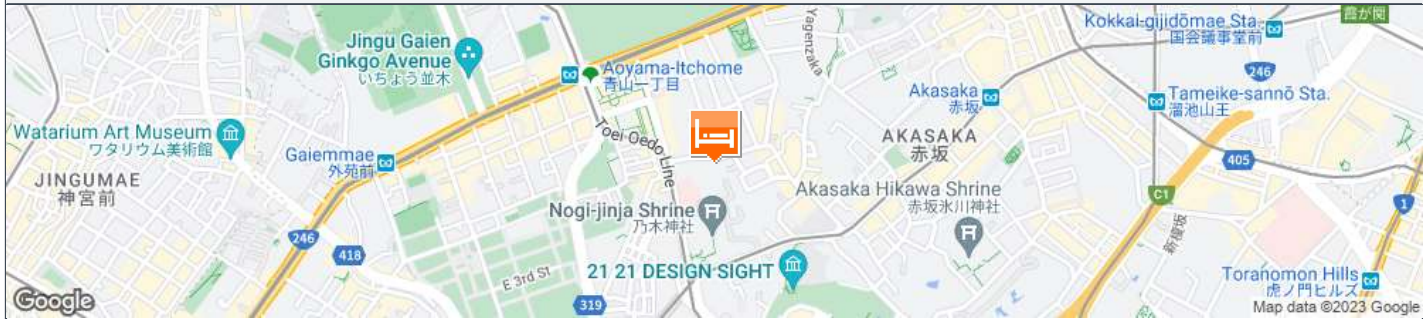 Kokkai-gijidōmae Sta.
国会議事堂前
霞が関
Jingu Gaien
Ginkgo Avenue
いちょう並木
Yagenzaka
246
Aoyama-Itchome
青山一丁目
Akasaka
赤坂
Tameike-sannō Sta.
溜池山王
Watarium Art Museum
ワタリウム美術館
Toei Oedo Line
AKASAKA
赤坂
Gaiemmae
外苑前
405
JINGUMAE
神宮前
Akasaka Hikawa Shrine
赤坂氷川神社
C1
1
Nogi-jinja Shrine
乃木神社
246
418
新榎坂
E 3rd St
21 21 DESIGN SIGHT
Toranomon Hills
虎ノ門ヒルズ
319
Google
Map data ©2023 Google